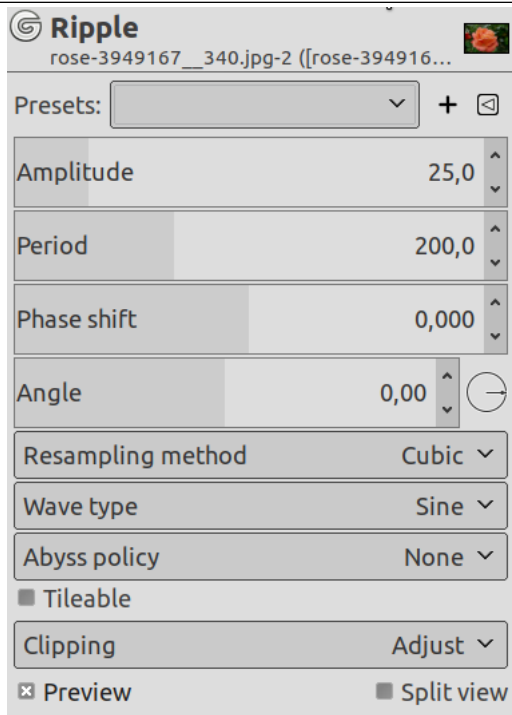 Ripple
rose-3949167__340.jpg-2 ([rose-394916...
Presets:
Amplitude 25,0
Period 200,0
Phase shift 0,000
Angle 0,00
Resampling method Cubic
Wave type Sine
Abyss policy None
Tileable
Clipping Adjust
Preview Split view